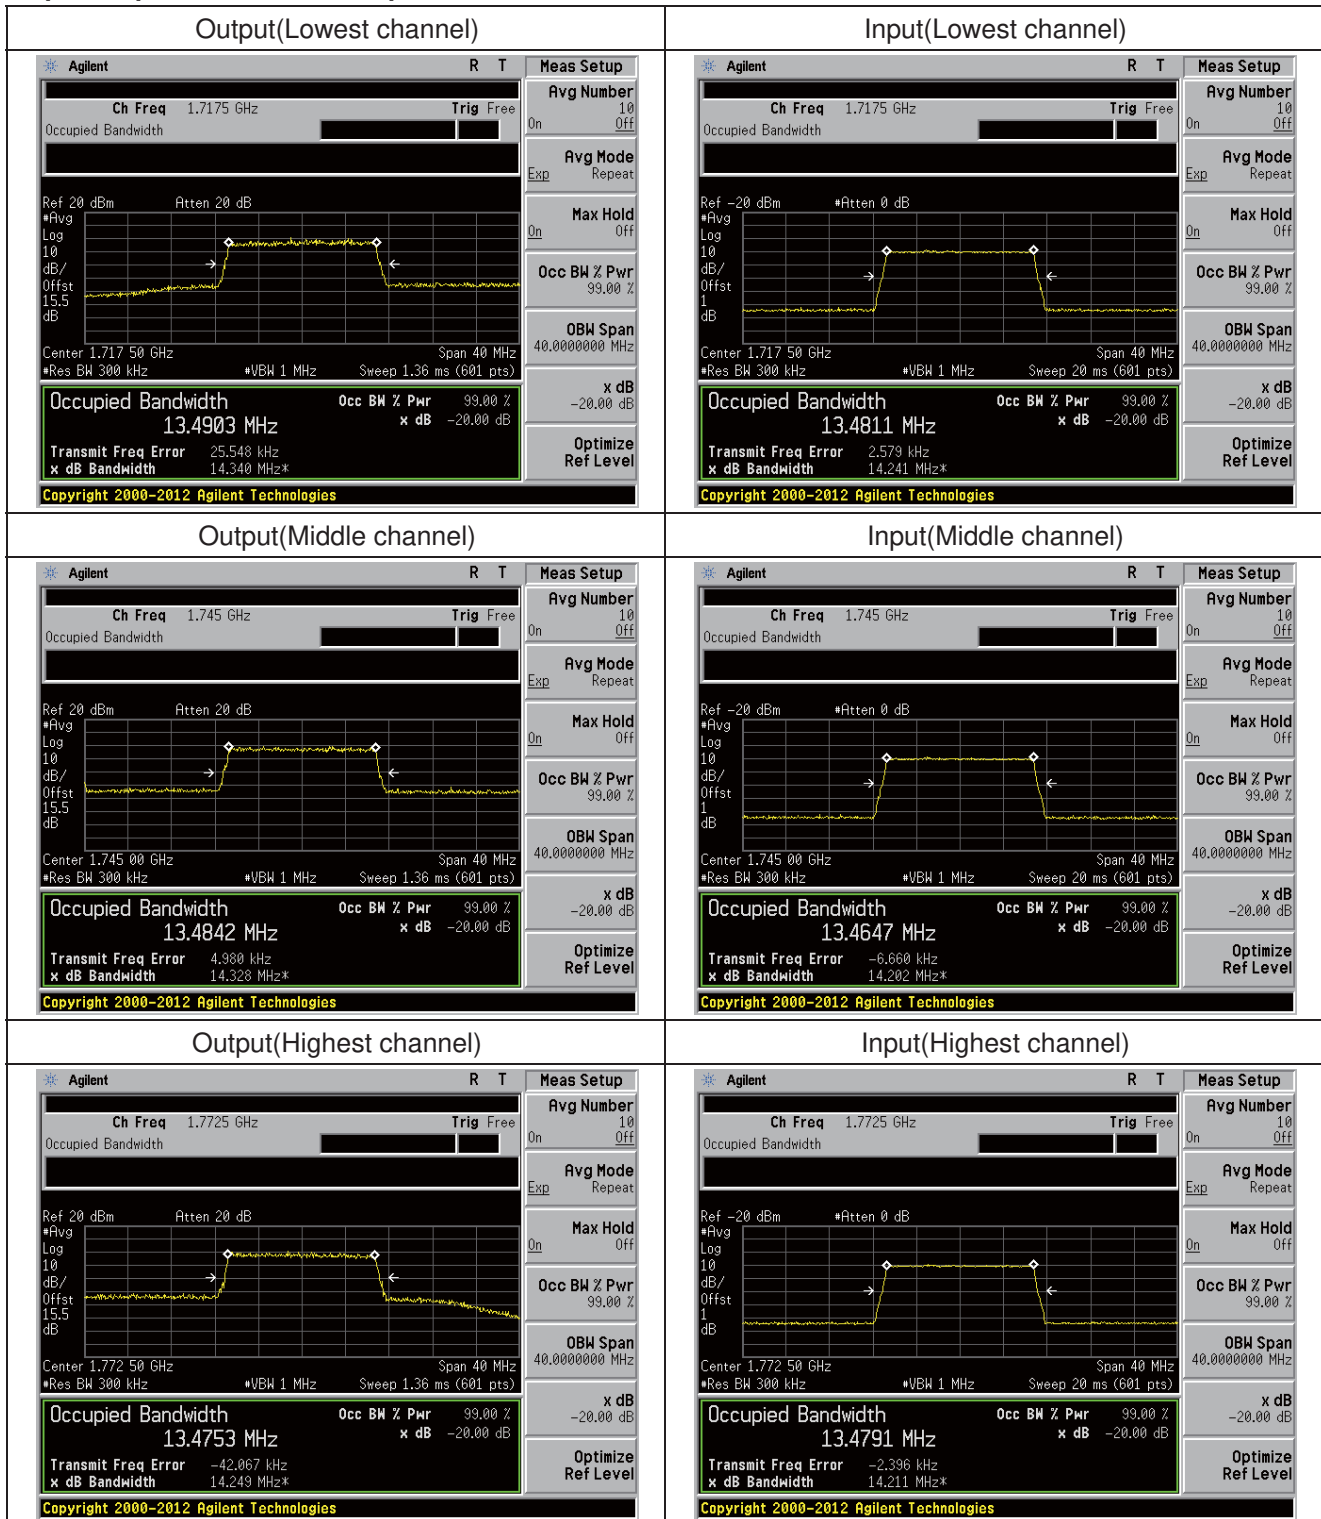 Output(Lowest channel)
Input(Lowest channel)
Agilent R T Meas Setup
Ch Freq 1.7175 GHz Trig Free
Occupied Bandwidth
Avg Number
10
On Off
Avg Mode
Exp Repeat
Max Hold
On Off
Occ BW % Pwr
99.00 %
OBW Span
40.0000000 MHz
x dB
-20.00 dB
Optimize
Ref Level
Ref 20 dBm Atten 20 dB
#Avg
Log
10
dB/
Offst
15.5
dB
Center 1.717 50 GHz Span 40 MHz
#Res BW 300 kHz #VBW 1 MHz Sweep 1.36 ms (601 pts)
Occupied Bandwidth Occ BW % Pwr 99.00 %
13.4903 MHz x dB -20.00 dB
Transmit Freq Error 25.548 kHz
x dB Bandwidth 14.340 MHz*
Copyright 2000-2012 Agilent Technologies
Agilent R T Meas Setup
Ch Freq 1.7175 GHz Trig Free
Occupied Bandwidth
Avg Number
10
On Off
Avg Mode
Exp Repeat
Max Hold
On Off
Occ BW % Pwr
99.00 %
OBW Span
40.0000000 MHz
x dB
-20.00 dB
Optimize
Ref Level
Ref -20 dBm #Atten 0 dB
#Avg
Log
10
dB/
Offst
1
dB
Center 1.717 50 GHz Span 40 MHz
#Res BW 300 kHz #VBW 1 MHz Sweep 20 ms (601 pts)
Occupied Bandwidth Occ BW % Pwr 99.00 %
13.4811 MHz x dB -20.00 dB
Transmit Freq Error 2.579 kHz
x dB Bandwidth 14.241 MHz*
Copyright 2000-2012 Agilent Technologies
Output(Middle channel)
Input(Middle channel)
Agilent R T Meas Setup
Ch Freq 1.745 GHz Trig Free
Occupied Bandwidth
Avg Number
10
On Off
Avg Mode
Exp Repeat
Max Hold
On Off
Occ BW % Pwr
99.00 %
OBW Span
40.0000000 MHz
x dB
-20.00 dB
Optimize
Ref Level
Ref 20 dBm Atten 20 dB
#Avg
Log
10
dB/
Offst
15.5
dB
Center 1.745 00 GHz Span 40 MHz
#Res BW 300 kHz #VBW 1 MHz Sweep 1.36 ms (601 pts)
Occupied Bandwidth Occ BW % Pwr 99.00 %
13.4842 MHz x dB -20.00 dB
Transmit Freq Error 4.980 kHz
x dB Bandwidth 14.328 MHz*
Copyright 2000-2012 Agilent Technologies
Agilent R T Meas Setup
Ch Freq 1.745 GHz Trig Free
Occupied Bandwidth
Avg Number
10
On Off
Avg Mode
Exp Repeat
Max Hold
On Off
Occ BW % Pwr
99.00 %
OBW Span
40.0000000 MHz
x dB
-20.00 dB
Optimize
Ref Level
Ref -20 dBm #Atten 0 dB
#Avg
Log
10
dB/
Offst
1
dB
Center 1.745 00 GHz Span 40 MHz
#Res BW 300 kHz #VBW 1 MHz Sweep 20 ms (601 pts)
Occupied Bandwidth Occ BW % Pwr 99.00 %
13.4647 MHz x dB -20.00 dB
Transmit Freq Error -6.660 kHz
x dB Bandwidth 14.202 MHz*
Copyright 2000-2012 Agilent Technologies
Output(Highest channel)
Input(Highest channel)
Agilent R T Meas Setup
Ch Freq 1.7725 GHz Trig Free
Occupied Bandwidth
Avg Number
10
On Off
Avg Mode
Exp Repeat
Max Hold
On Off
Occ BW % Pwr
99.00 %
OBW Span
40.0000000 MHz
x dB
-20.00 dB
Optimize
Ref Level
Ref 20 dBm Atten 20 dB
#Avg
Log
10
dB/
Offst
15.5
dB
Center 1.772 50 GHz Span 40 MHz
#Res BW 300 kHz #VBW 1 MHz Sweep 1.36 ms (601 pts)
Occupied Bandwidth Occ BW % Pwr 99.00 %
13.4753 MHz x dB -20.00 dB
Transmit Freq Error -42.067 kHz
x dB Bandwidth 14.249 MHz*
Copyright 2000-2012 Agilent Technologies
Agilent R T Meas Setup
Ch Freq 1.7725 GHz Trig Free
Occupied Bandwidth
Avg Number
10
On Off
Avg Mode
Exp Repeat
Max Hold
On Off
Occ BW % Pwr
99.00 %
OBW Span
40.0000000 MHz
x dB
-20.00 dB
Optimize
Ref Level
Ref -20 dBm #Atten 0 dB
#Avg
Log
10
dB/
Offst
1
dB
Center 1.772 50 GHz Span 40 MHz
#Res BW 300 kHz #VBW 1 MHz Sweep 20 ms (601 pts)
Occupied Bandwidth Occ BW % Pwr 99.00 %
13.4791 MHz x dB -20.00 dB
Transmit Freq Error -2.396 kHz
x dB Bandwidth 14.211 MHz*
Copyright 2000-2012 Agilent Technologies